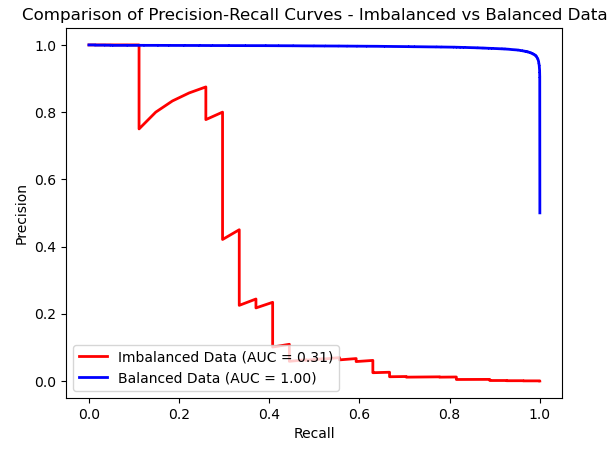 Comparison of Precision-Recall Curves - Imbalanced vs Balanced Data
Precision
1.0
0.8
0.6
0.4
0.2
0.0
Imbalanced Data (AUC = 0.31)
Balanced Data (AUC = 1.00)
0.0 0.2 0.4 0.6 0.8 1.0
Recall